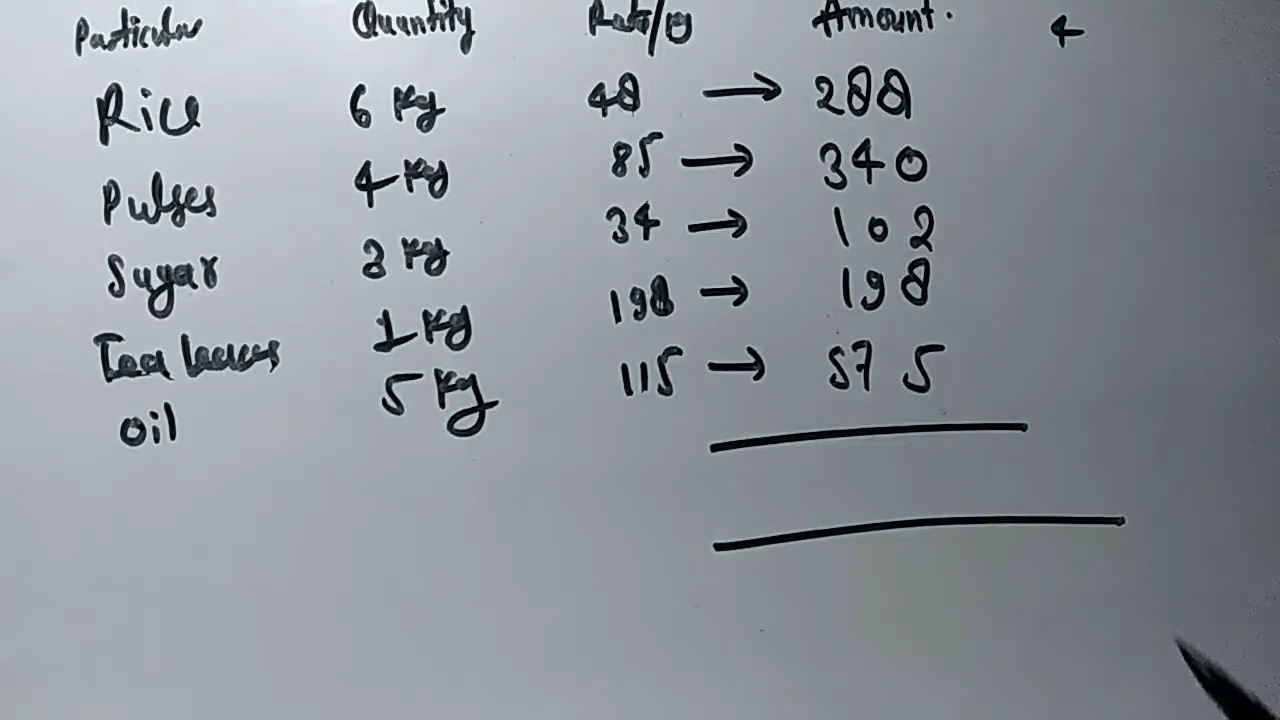 Particular Quantity Rate/Kg Amount. 4
Rice 6 Kg 48 → 288
Pulses 4 Kg 85 → 340
Sugar 3 Kg 34 → 102
Tea leaves 1 Kg 198 → 198
Oil 5 Kg 115 → 575